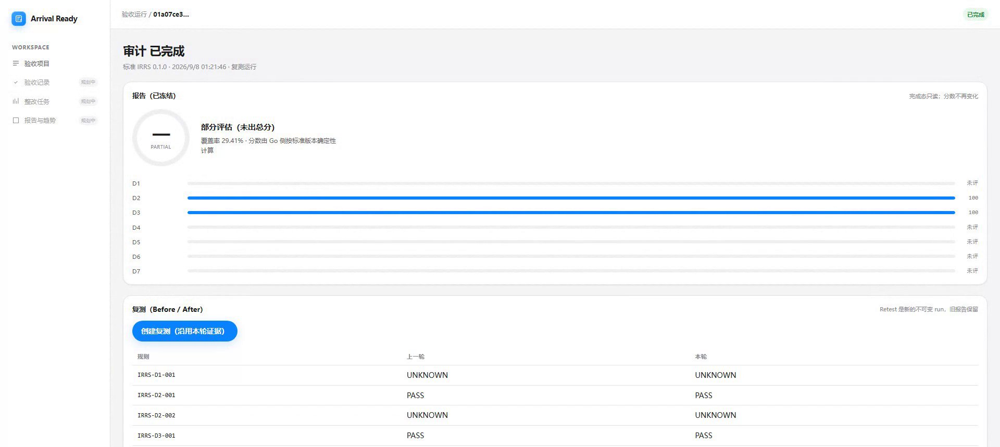 Arrival Ready
WORKSPACE
验收项目
验收记录 规划中
整改任务 规划中
报告与趋势 规划中
验收运行 / 01a07ce3...
已完成
审计 已完成
标准 IRRS 0.1.0 · 2026/9/8 01:21:46 · 复测运行
报告（已冻结）
完成态只读；分数不再变化
—
PARTIAL
部分评估（未出总分）
覆盖率 29.41% · 分数由 Go 侧按标准版本确定性
计算
D1 未评
D2 100
D3 100
D4 未评
D5 未评
D6 未评
D7 未评
复测（Before / After）
Retest 是新的不可变 run，旧报告保留
创建复测（沿用本轮证据）
规则 上一轮 本轮
IRRS-D1-001 UNKNOWN UNKNOWN
IRRS-D2-001 PASS PASS
IRRS-D2-002 UNKNOWN UNKNOWN
IRRS-D3-001 PASS PASS